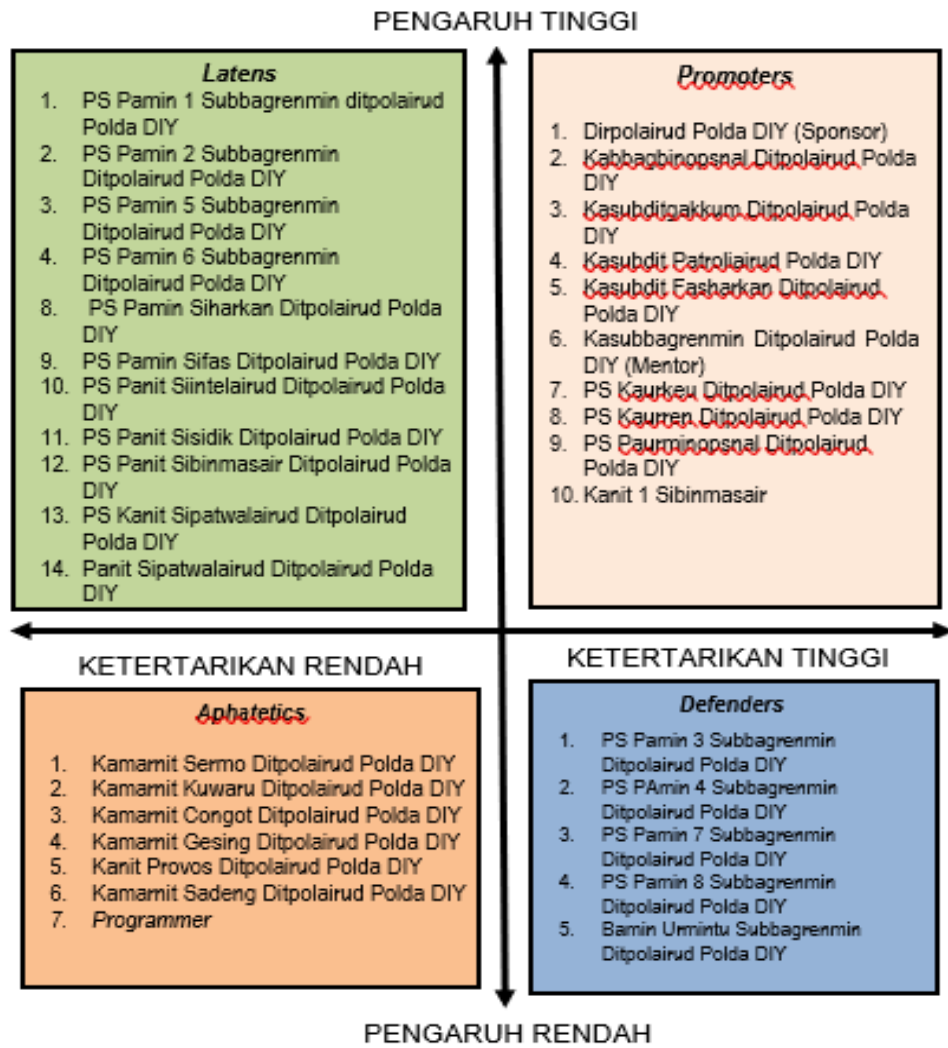 PENGARUH TINGGI
Latens
1. PS Pamin 1 Subbagrenmin ditpolairud
Polda DIY
2. PS Pamin 2 Subbagrenmin
Ditpolairud Polda DIY
3. PS Pamin 5 Subbagrenmin
Ditpolairud Polda DIY
4. PS Pamin 6 Subbagrenmin
Ditpolairud Polda DIY
8. PS Pamin Siharkan Ditpolairud Polda
DIY
9. PS Pamin Sifas Ditpolairud Polda DIY
10. PS Panit Siintelairud Ditpolairud Polda
DIY
11. PS Panit Sisidik Ditpolairud Polda DIY
12. PS Panit Sibinmasair Ditpolairud Polda
DIY
13. PS Kanit Sipatwalairud Ditpolairud
Polda DIY
14. Panit Sipatwalairud Ditpolairud Polda
DIY
Promoters
1. Dirpolairud Polda DIY (Sponsor)
2. Kabbagbinopsnal Ditpolairud Polda
DIY
3. Kasubditgakkum Ditpolairud Polda
DIY
4. Kasubdit Patroliairud Polda DIY
5. Kasubdit Fasharkan Ditpolairud
Polda DIY
6. Kasubbagrenmin Ditpolairud Polda
DIY (Mentor)
7. PS Kaurkeu Ditpolairud Polda DIY
8. PS Kaurren Ditpolairud Polda DIY
9. PS Paurminopsnal Ditpolairud
Polda DIY
10. Kanit 1 Sibinmasair
KETERTARIKAN RENDAH
KETERTARIKAN TINGGI
Aphatetics
1. Kamarnit Sermo Ditpolairud Polda DIY
2. Kamarnit Kuwaru Ditpolairud Polda DIY
3. Kamarnit Congot Ditpolairud Polda DIY
4. Kamarnit Gesing Ditpolairud Polda DIY
5. Kanit Provos Ditpolairud Polda DIY
6. Kamarnit Sadeng Ditpolairud Polda DIY
7. Programmer
Defenders
1. PS Pamin 3 Subbagrenmin
Ditpolairud Polda DIY
2. PS PAmin 4 Subbagrenmin
Ditpolairud Polda DIY
3. PS Pamin 7 Subbagrenmin
Ditpolairud Polda DIY
4. PS Pamin 8 Subbagrenmin
Ditpolairud Polda DIY
5. Bamin Urmintu Subbagrenmin
Ditpolairud Polda DIY
PENGARUH RENDAH